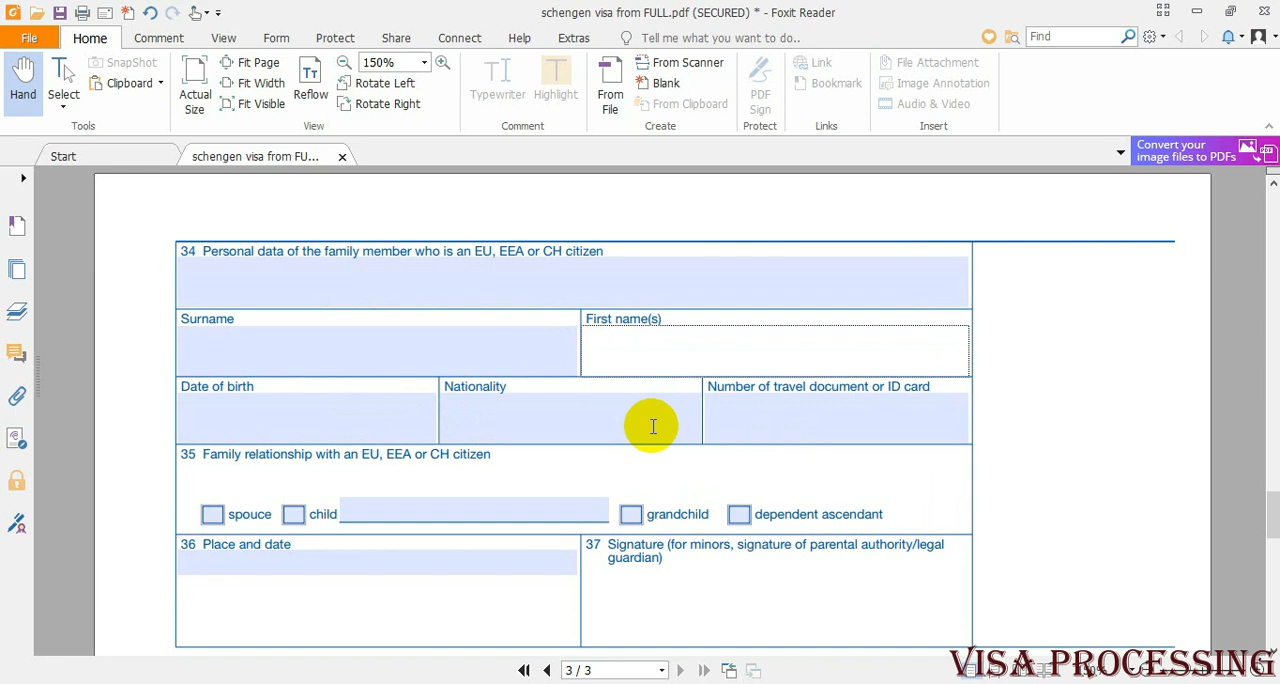 schengen visa from FULL.pdf (SECURED) * - Foxit Reader
File Home Comment View Form Protect Share Connect Help Extras Tell me what you want to do.. Find
Hand
Select
SnapShot
Clipboard
Tools
Actual Size
Fit Page
Fit Width
Fit Visible
Reflow
150%
Rotate Left
Rotate Right
View
Typewriter
Highlight
Comment
From File
From Scanner
Blank
From Clipboard
Create
PDF Sign
Protect
Link
Bookmark
Links
File Attachment
Image Annotation
Audio & Video
Insert
Start
schengen visa from FU...
Convert your
image files to PDFs
34 Personal data of the family member who is an EU, EEA or CH citizen
Surname
First name(s)
Date of birth
Nationality
Number of travel document or ID card
35 Family relationship with an EU, EEA or CH citizen
spouse child grandchild dependent ascendant
36 Place and date
37 Signature (for minors, signature of parental authority/legal
guardian)
3 / 3
VISA PROCESSING